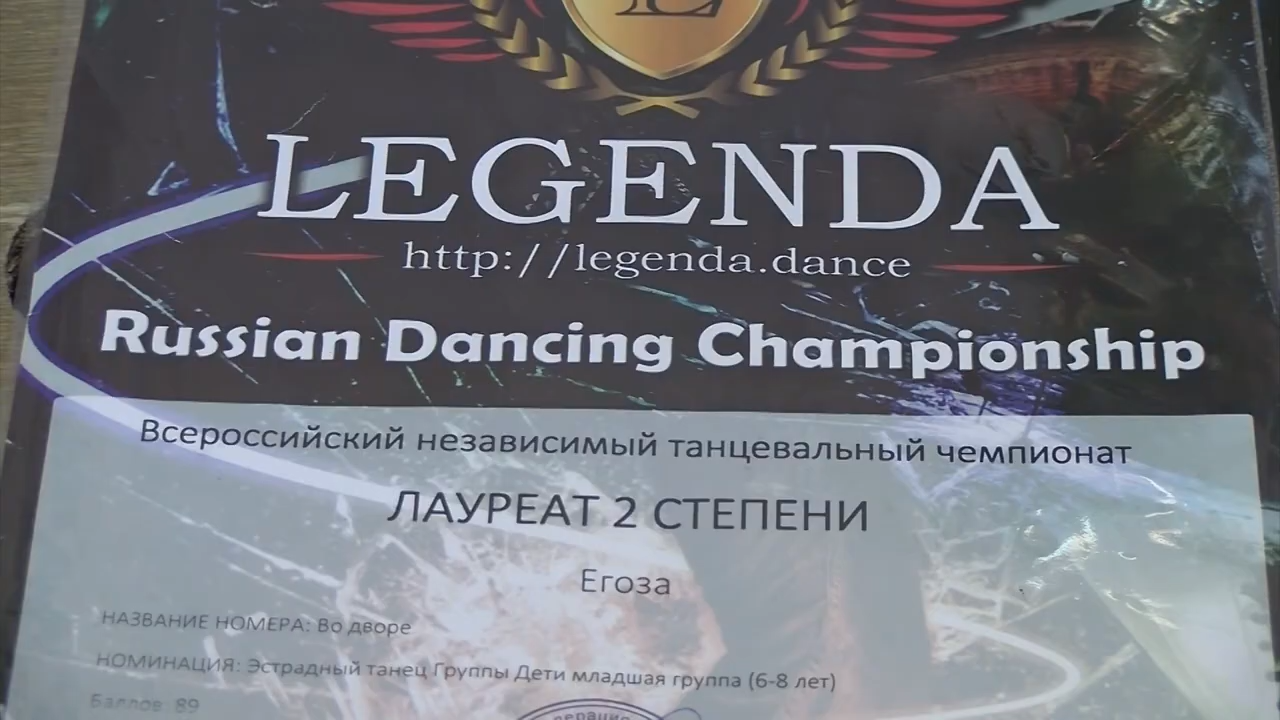 LEGENDA
http://legenda.dance
Russian Dancing Championship
Всероссийский независимый танцевальный чемпионат
ЛАУРЕАТ 2 СТЕПЕНИ
Егоза
НАЗВАНИЕ НОМЕРА: Во дворе
НОМИНАЦИЯ: Эстрадный танец Группы Дети младшая группа (6-8 лет)
Баллов 89